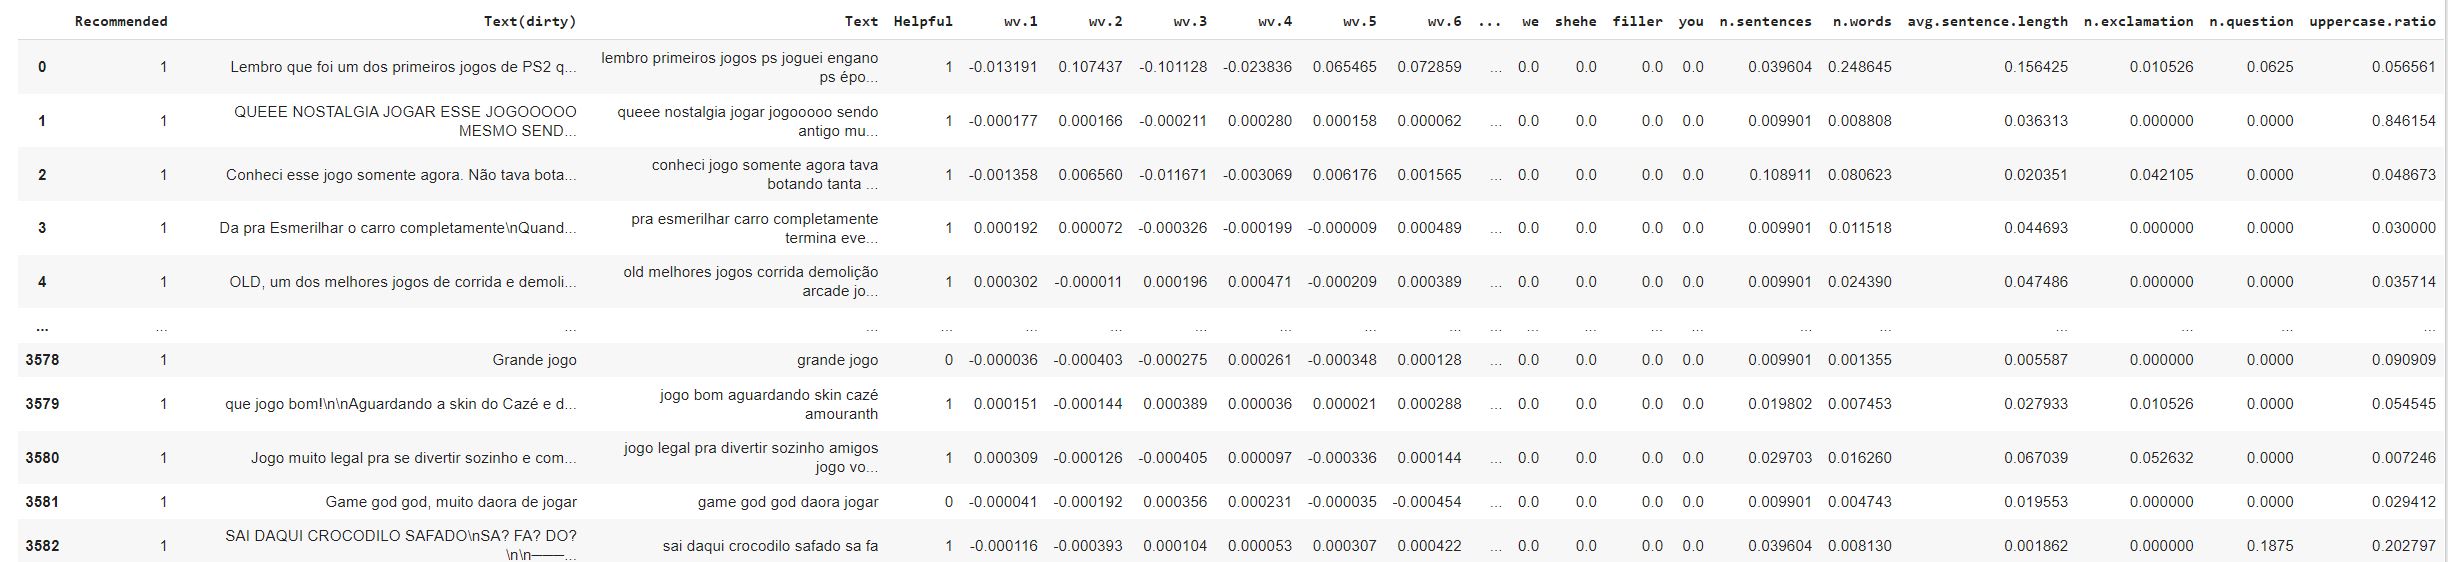 Recommended Text(dirty) Text Helpful wv.1 wv.2 wv.3 wv.4 wv.5 wv.6 ... we shehe filler you n.sentences n.words avg.sentence.length n.exclamation n.question uppercase.ratio
0 1 Lembro que foi um dos primeiros jogos de PS2 q... lembro primeiros jogos ps joguei engano 1 -0.013191 0.107437 -0.101128 -0.023836 0.065465 0.072859 ... 0.0 0.0 0.0 0.0 0.039604 0.248645 0.156425 0.010526 0.0625 0.056561
ps épo...
1 1 QUEEE NOSTALGIA JOGAR ESSE JOGOOOOO queee nostalgia jogar jogooooo sendo 1 -0.000177 0.000166 -0.000211 0.000280 0.000158 0.000062 ... 0.0 0.0 0.0 0.0 0.009901 0.008808 0.036313 0.000000 0.0000 0.846154
MESMO SEND... antigo mu...
2 1 Conheci esse jogo somente agora. Não tava bota... conheci jogo somente agora tava 1 -0.001358 0.006560 -0.011671 -0.003069 0.006176 0.001565 ... 0.0 0.0 0.0 0.0 0.108911 0.080623 0.020351 0.042105 0.0000 0.048673
botando tanta ...
3 1 Da pra Esmerilhar o carro completamente\nQuand... pra esmerilhar carro completamente 1 0.000192 0.000072 -0.000326 -0.000199 -0.000009 0.000489 ... 0.0 0.0 0.0 0.0 0.009901 0.011518 0.044693 0.000000 0.0000 0.030000
termina eve...
4 1 OLD, um dos melhores jogos de corrida e demoli... old melhores jogos corrida demolição 1 0.000302 -0.000011 0.000196 0.000471 -0.000209 0.000389 ... 0.0 0.0 0.0 0.0 0.009901 0.024390 0.047486 0.000000 0.0000 0.035714
arcade jo...
... ... ... ... ... ... ... ... ... ... ... ... ... ... ... ... ... ... ... ... ... ...
3578 1 Grande jogo grande jogo 0 -0.000036 -0.000403 -0.000275 0.000261 -0.000348 0.000128 ... 0.0 0.0 0.0 0.0 0.009901 0.001355 0.005587 0.000000 0.0000 0.090909
3579 1 que jogo bom!\n\nAguardando a skin do Cazé e d... jogo bom aguardando skin cazé 1 0.000151 -0.000144 0.000389 0.000036 0.000021 0.000288 ... 0.0 0.0 0.0 0.0 0.019802 0.007453 0.027933 0.010526 0.0000 0.054545
amouranth
3580 1 Jogo muito legal pra se divertir sozinho e com... jogo legal pra divertir sozinho amigos 1 0.000309 -0.000126 -0.000405 0.000097 -0.000336 0.000144 ... 0.0 0.0 0.0 0.0 0.029703 0.016260 0.067039 0.052632 0.0000 0.007246
jogo vo...
3581 1 Game god god, muito daora de jogar game god god daora jogar 0 -0.000041 -0.000192 0.000356 0.000231 -0.000035 -0.000454 ... 0.0 0.0 0.0 0.0 0.009901 0.004743 0.019553 0.000000 0.0000 0.029412
3582 1 SAI DAQUI CROCODILO SAFADO\nSA? FA? DO? sai daqui crocodilo safado sa fa 1 -0.000116 -0.000393 0.000104 0.000053 0.000307 0.000422 ... 0.0 0.0 0.0 0.0 0.039604 0.008130 0.001862 0.000000 0.1875 0.202797
\n\n───...